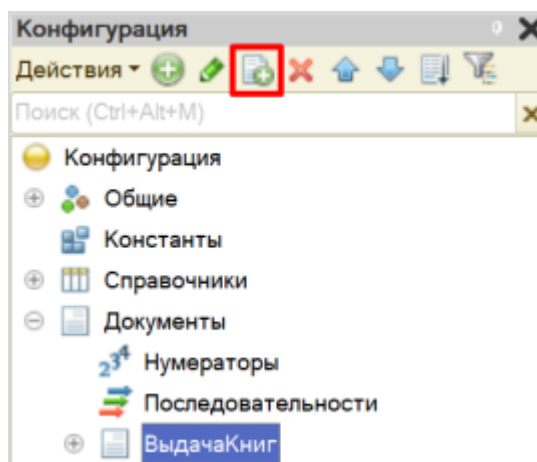 Конфигурация
Действия
Поиск (Ctrl+Alt+M)
Конфигурация
Общие
Константы
Справочники
Документы
Нумераторы
Последовательности
ВыдачаКниг